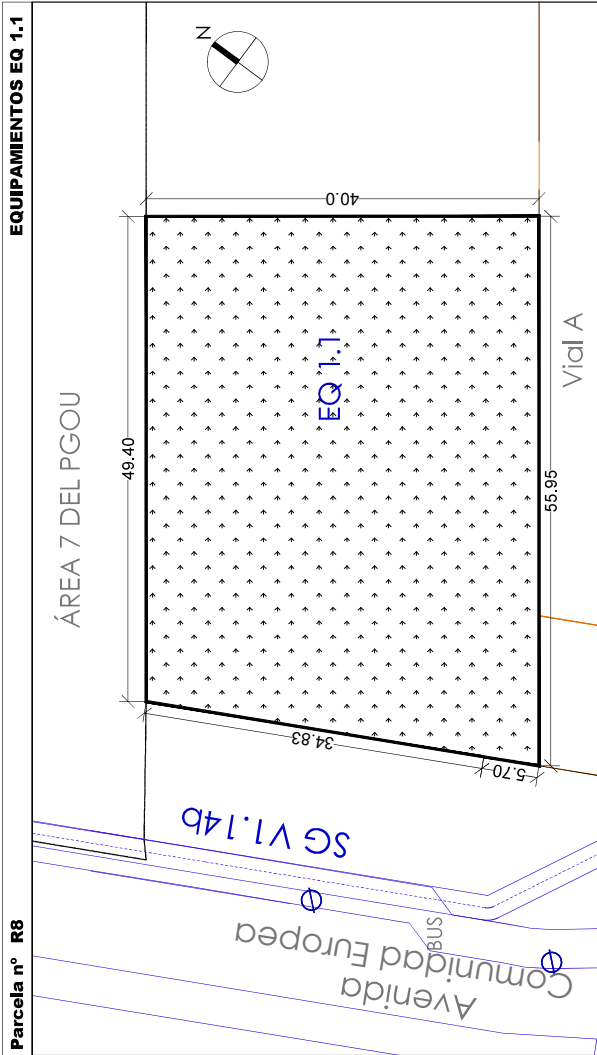 Parcela nº R8
EQUIPAMIENTOS EQ 1.1
N
ÁREA 7 DEL PGOU
49.40
40.0
EQ 1.1
Vial A
55.95
34.83
5.70
SG V1.14b
BUS
Avenida
Comunidad Europea